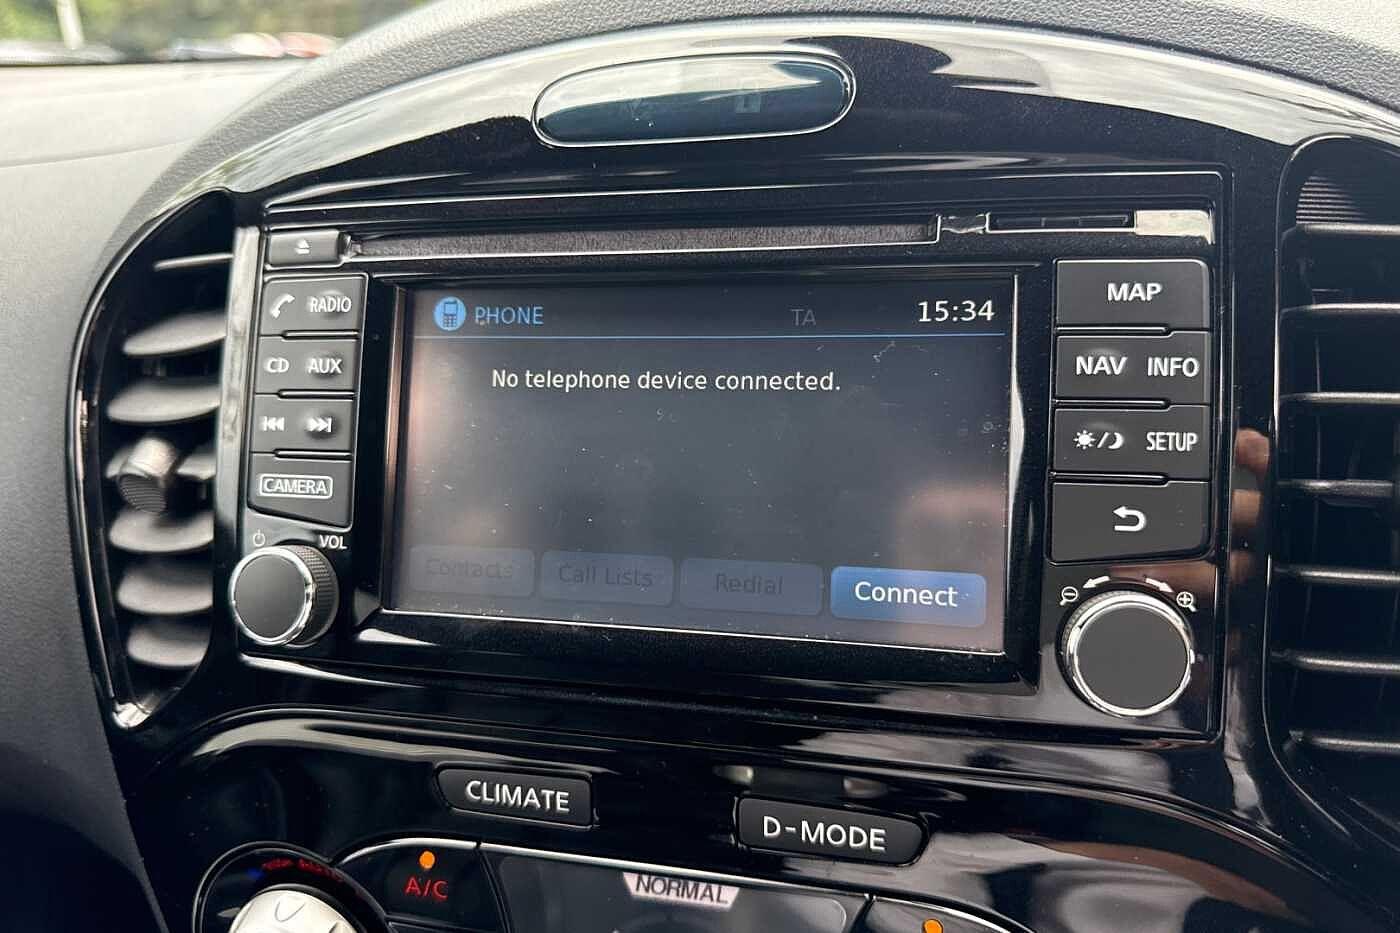 PHONE
TA
15:34
No telephone device connected.
Contacts
Call Lists
Redial
Connect
RADIO
CD AUX
CAMERA
VOL
MAP
NAV INFO
SETUP
CLIMATE
D-MODE
A/C
NORMAL